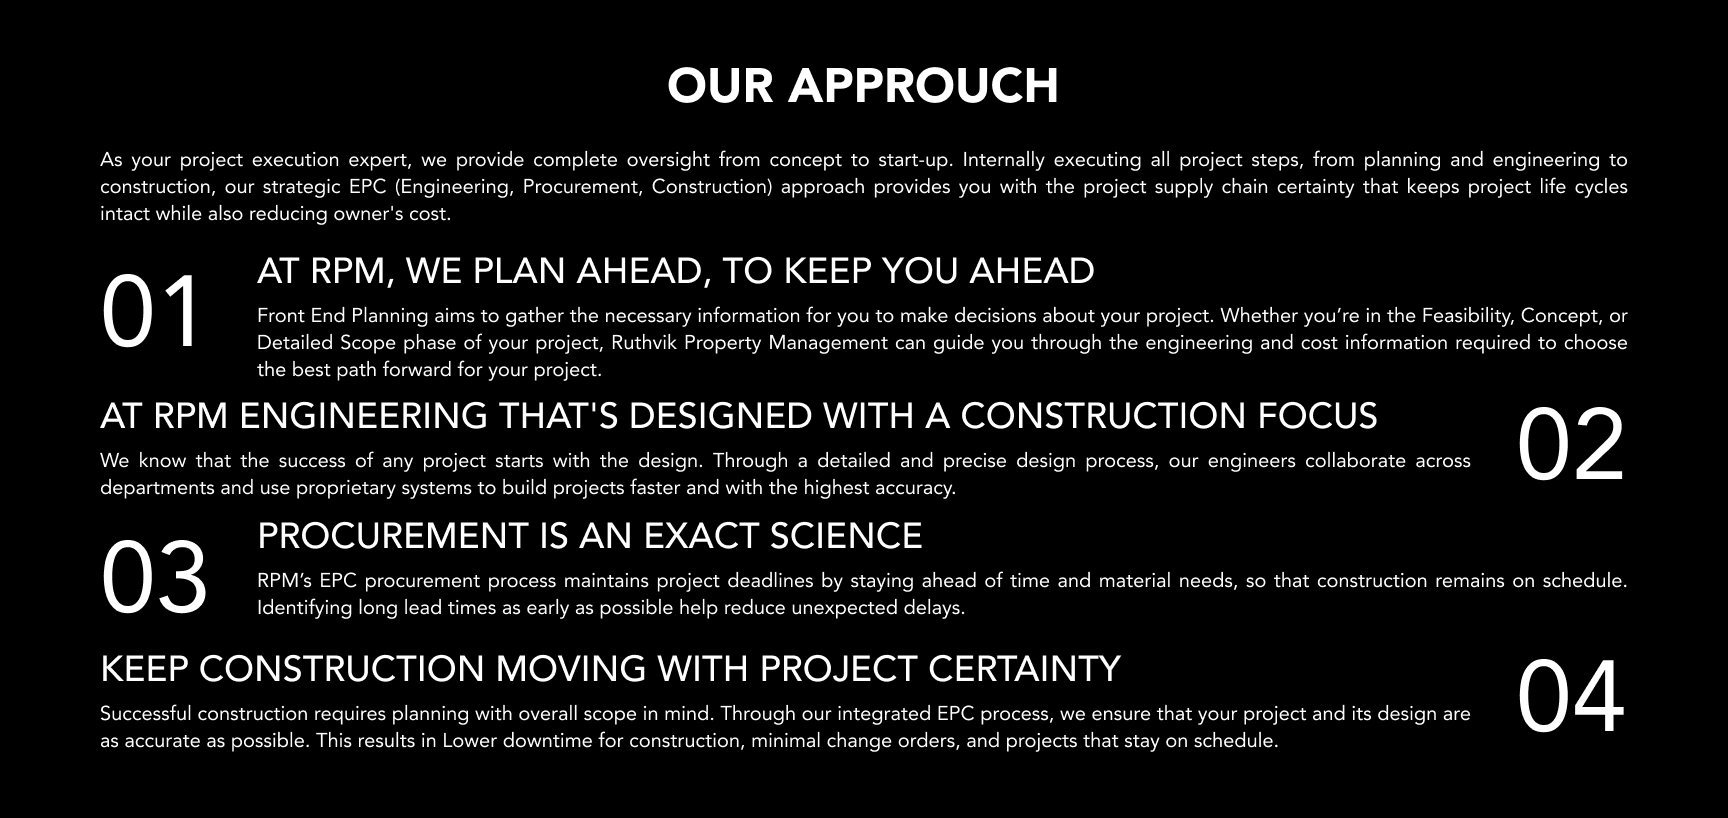 OUR APPROUCH
As your project execution expert, we provide complete oversight from concept to start-up. Internally executing all project steps, from planning and engineering to
construction, our strategic EPC (Engineering, Procurement, Construction) approach provides you with the project supply chain certainty that keeps project life cycles
intact while also reducing owner's cost.
01
AT RPM, WE PLAN AHEAD, TO KEEP YOU AHEAD
Front End Planning aims to gather the necessary information for you to make decisions about your project. Whether you’re in the Feasibility, Concept, or
Detailed Scope phase of your project, Ruthvik Property Management can guide you through the engineering and cost information required to choose
the best path forward for your project.
AT RPM ENGINEERING THAT'S DESIGNED WITH A CONSTRUCTION FOCUS
02
We know that the success of any project starts with the design. Through a detailed and precise design process, our engineers collaborate across
departments and use proprietary systems to build projects faster and with the highest accuracy.
03
PROCUREMENT IS AN EXACT SCIENCE
RPM’s EPC procurement process maintains project deadlines by staying ahead of time and material needs, so that construction remains on schedule.
Identifying long lead times as early as possible help reduce unexpected delays.
KEEP CONSTRUCTION MOVING WITH PROJECT CERTAINTY
04
Successful construction requires planning with overall scope in mind. Through our integrated EPC process, we ensure that your project and its design are
as accurate as possible. This results in Lower downtime for construction, minimal change orders, and projects that stay on schedule.